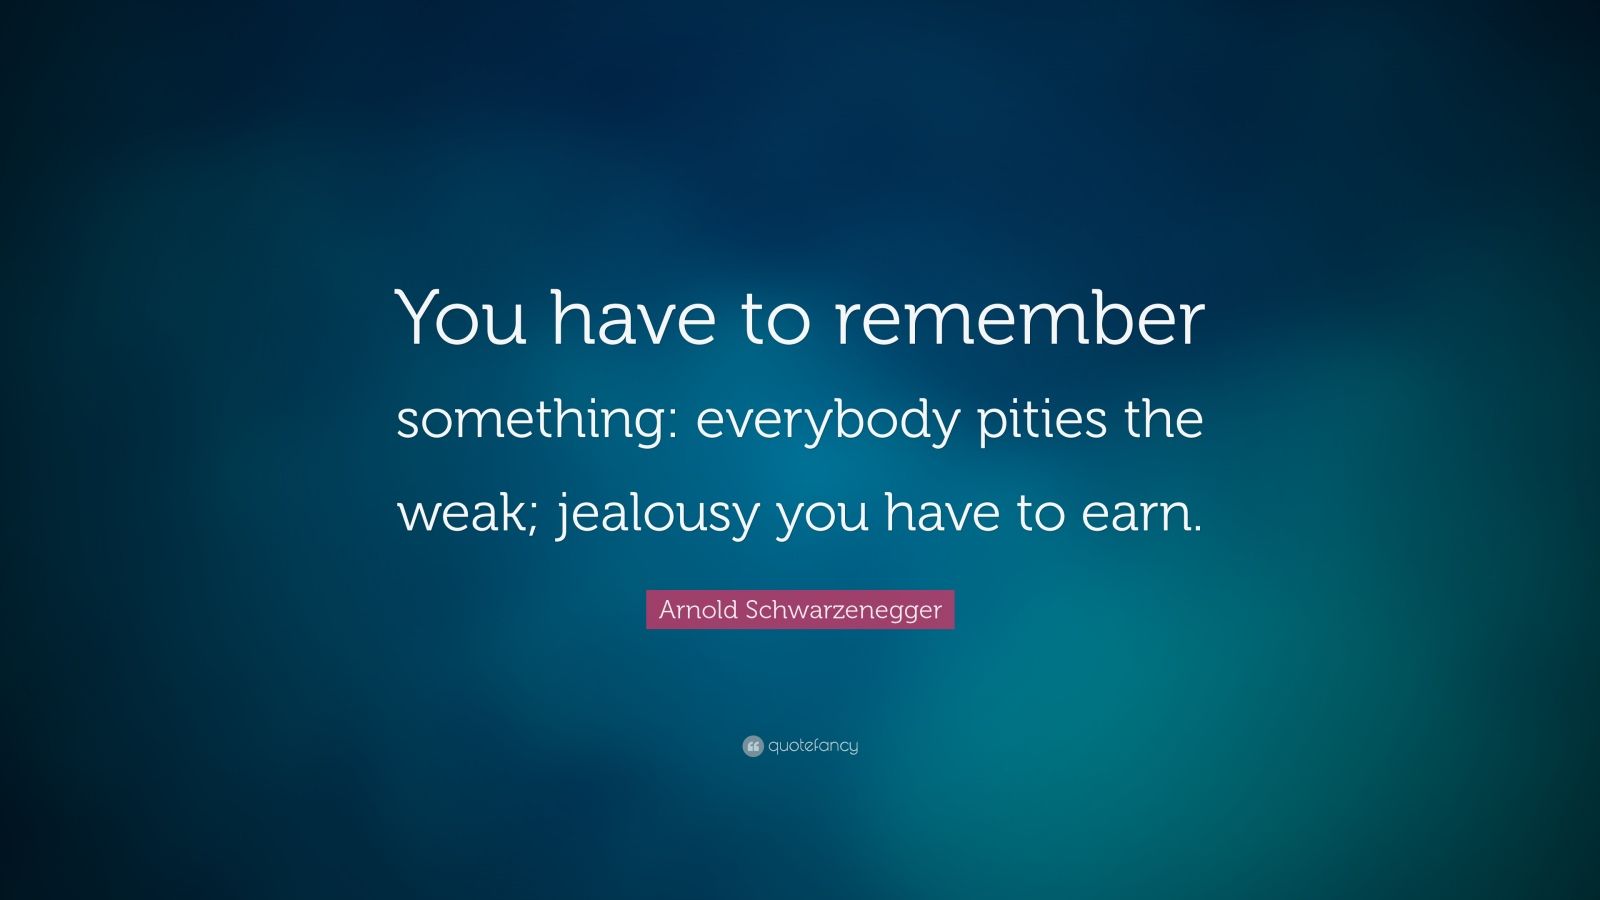 You have to remember
something: everybody pities the
weak; jealousy you have to earn.
Arnold Schwarzenegger
quotefancy